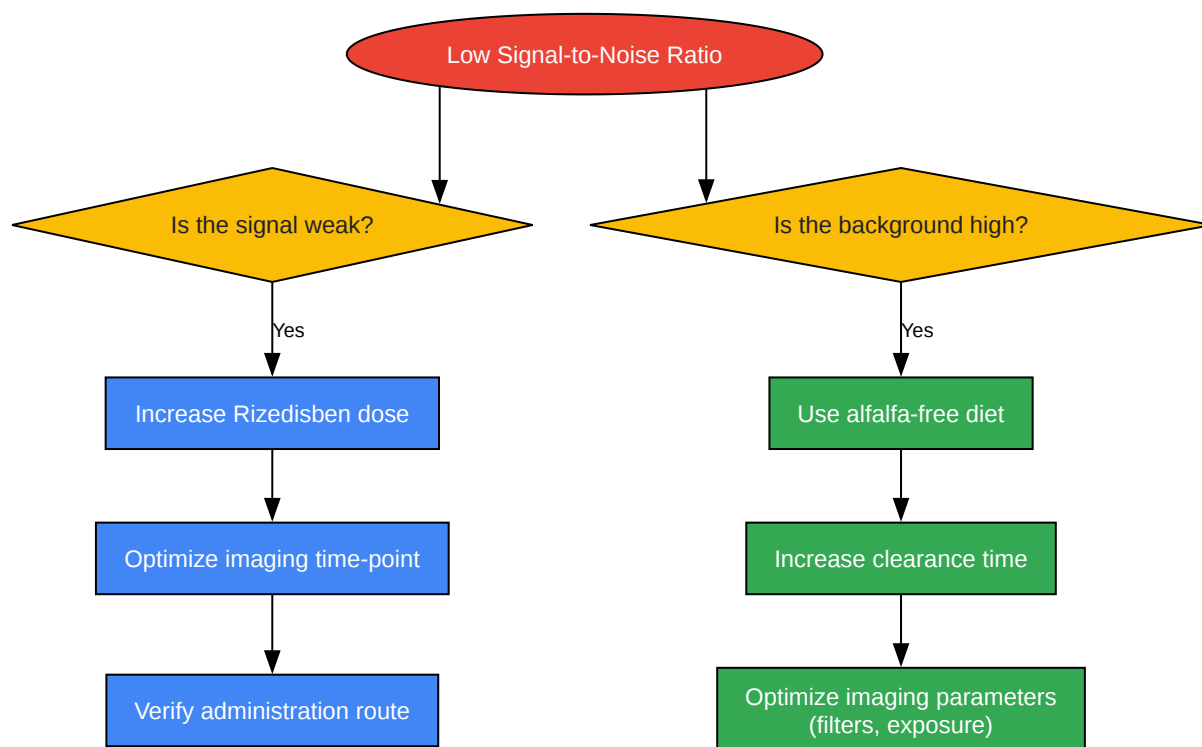 Low Signal-to-Noise Ratio
Is the signal weak?
Is the background high?
Yes
Yes
Increase Rizedisben dose
Use alfalfa-free diet
Optimize imaging time-point
Increase clearance time
Verify administration route
Optimize imaging parameters
(filters, exposure)